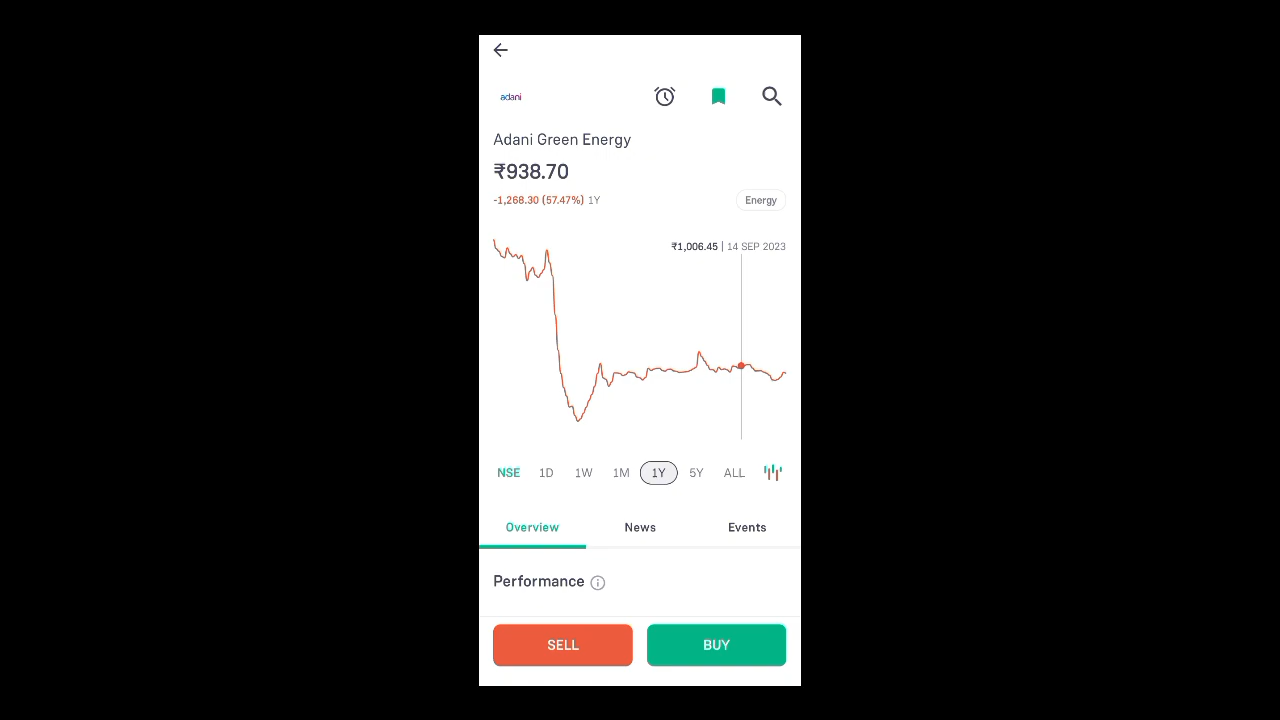 adani
Adani Green Energy
₹938.70
-1,268.30 (57.47%) 1Y
Energy
₹1,006.45 | 14 SEP 2023
NSE 1D 1W 1M 1Y 5Y ALL
Overview News Events
Performance
SELL BUY